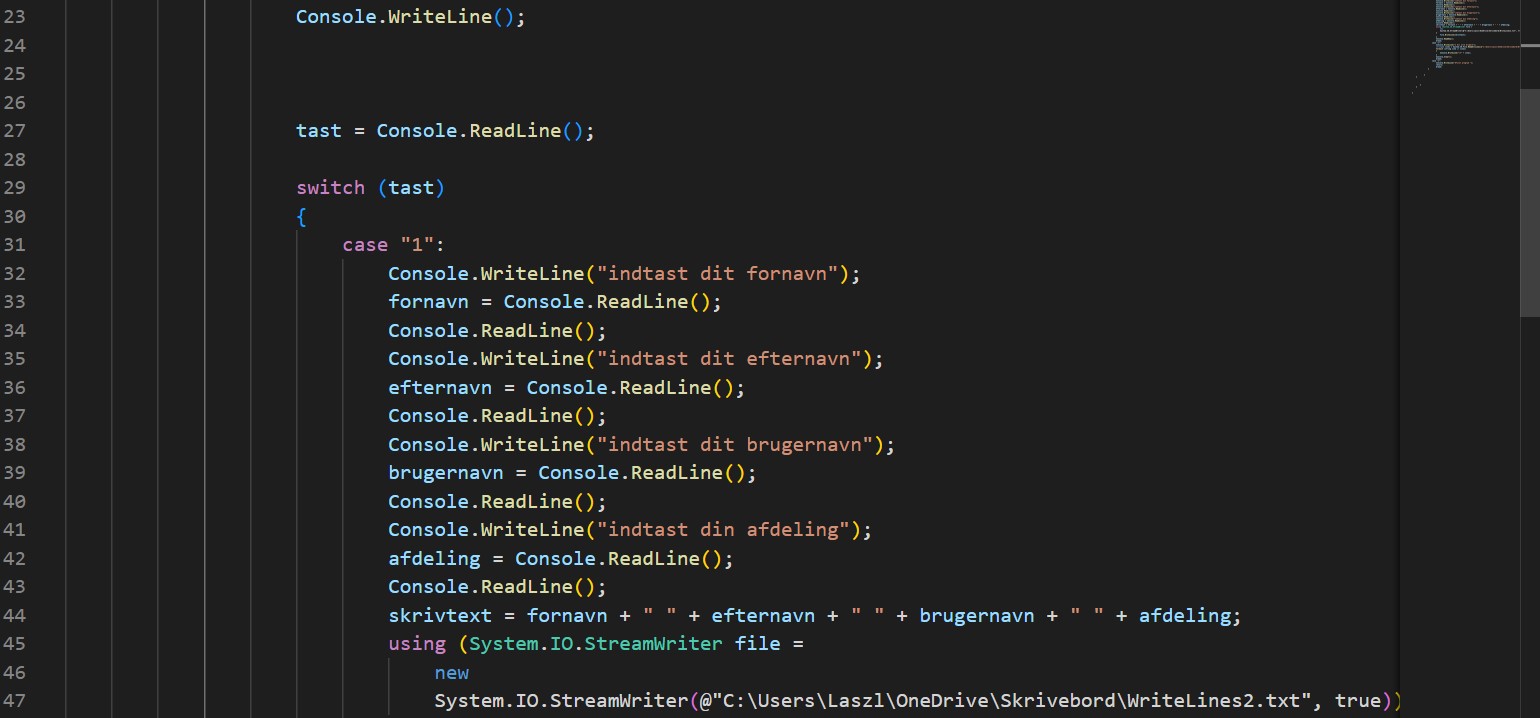 23 Console.WriteLine();
24
25
26
27 tast = Console.ReadLine();
28
29 switch (tast)
30 {
31 case "1":
32 Console.WriteLine("indtast dit fornavn");
33 fornavn = Console.ReadLine();
34 Console.ReadLine();
35 Console.WriteLine("indtast dit efternavn");
36 efternavn = Console.ReadLine();
37 Console.ReadLine();
38 Console.WriteLine("indtast dit brugernavn");
39 brugernavn = Console.ReadLine();
40 Console.ReadLine();
41 Console.WriteLine("indtast din afdeling");
42 afdeling = Console.ReadLine();
43 Console.ReadLine();
44 skrivtext = fornavn + " " + efternavn + " " + brugernavn + " " + afdeling;
45 using (System.IO.StreamWriter file =
46 new
47 System.IO.StreamWriter(@"C:\Users\Laszl\OneDrive\Skrivebord\WriteLines2.txt", true))